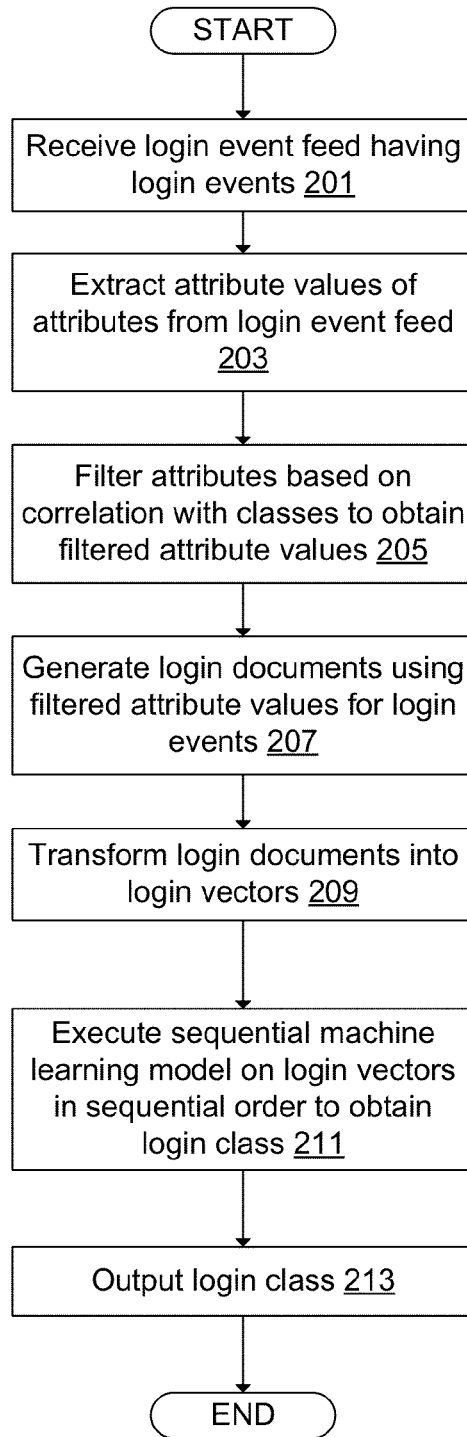 START
Receive login event feed having
login events 201
Extract attribute values of
attributes from login event feed
203
Filter attributes based on
correlation with classes to obtain
filtered attribute values 205
Generate login documents using
filtered attribute values for login
events 207
Transform login documents into
login vectors 209
Execute sequential machine
learning model on login vectors
in sequential order to obtain
login class 211
Output login class 213
END